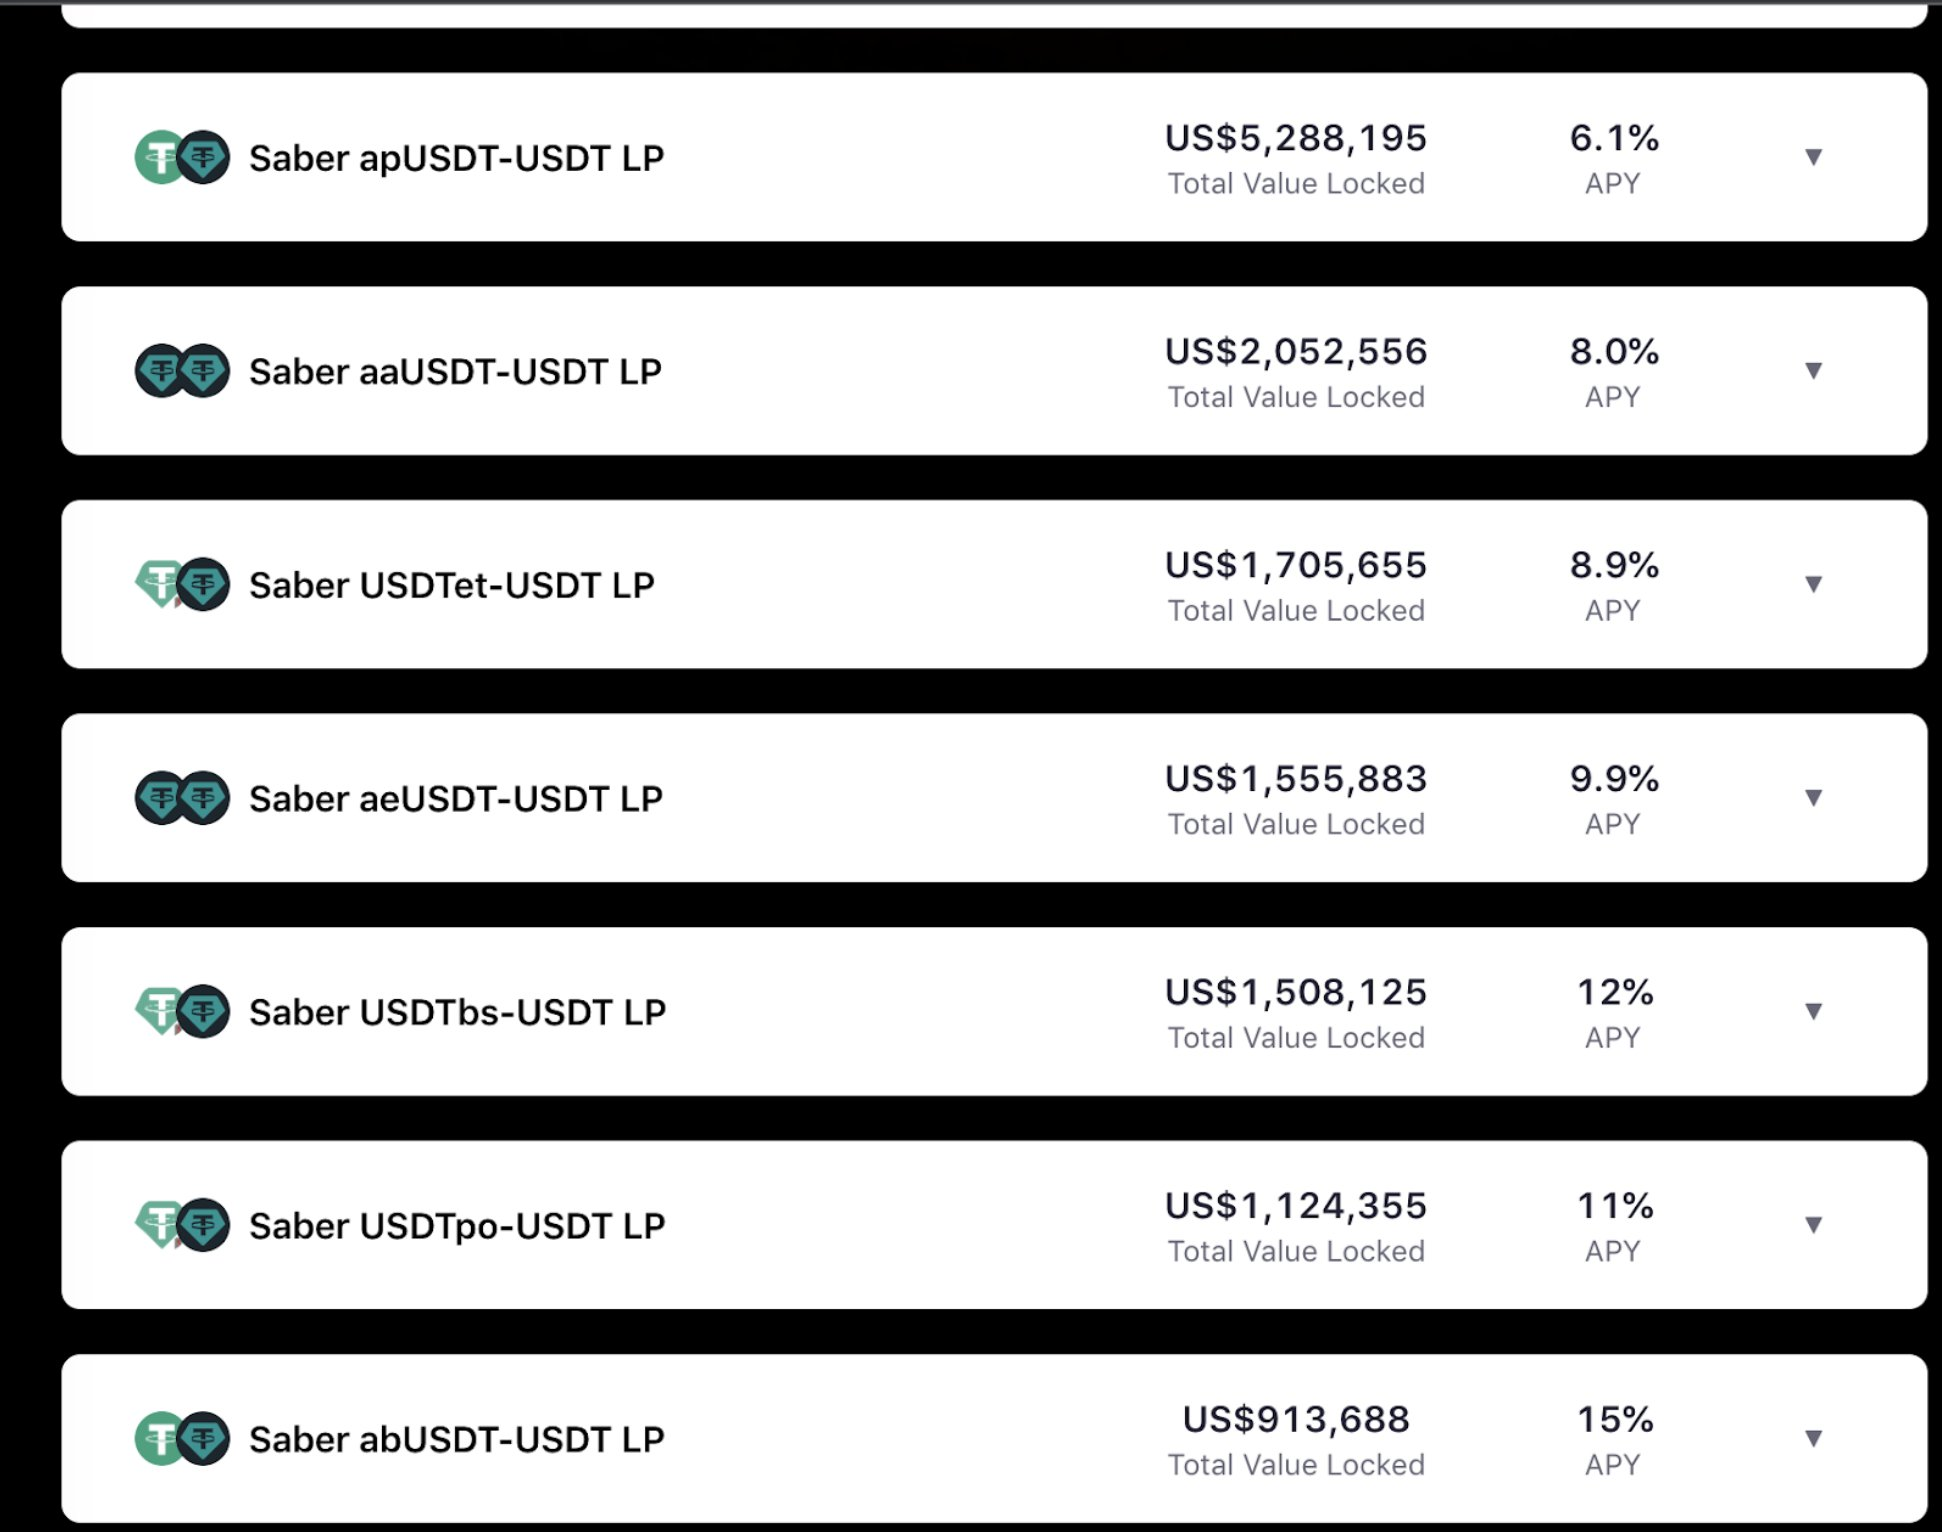 Saber apUSDT-USDT LP
US$5,288,195
Total Value Locked
6.1%
APY
Saber aaUSDT-USDT LP
US$2,052,556
Total Value Locked
8.0%
APY
Saber USDTet-USDT LP
US$1,705,655
Total Value Locked
8.9%
APY
Saber aeUSDT-USDT LP
US$1,555,883
Total Value Locked
9.9%
APY
Saber USDTbs-USDT LP
US$1,508,125
Total Value Locked
12%
APY
Saber USDTpo-USDT LP
US$1,124,355
Total Value Locked
11%
APY
Saber abUSDT-USDT LP
US$913,688
Total Value Locked
15%
APY